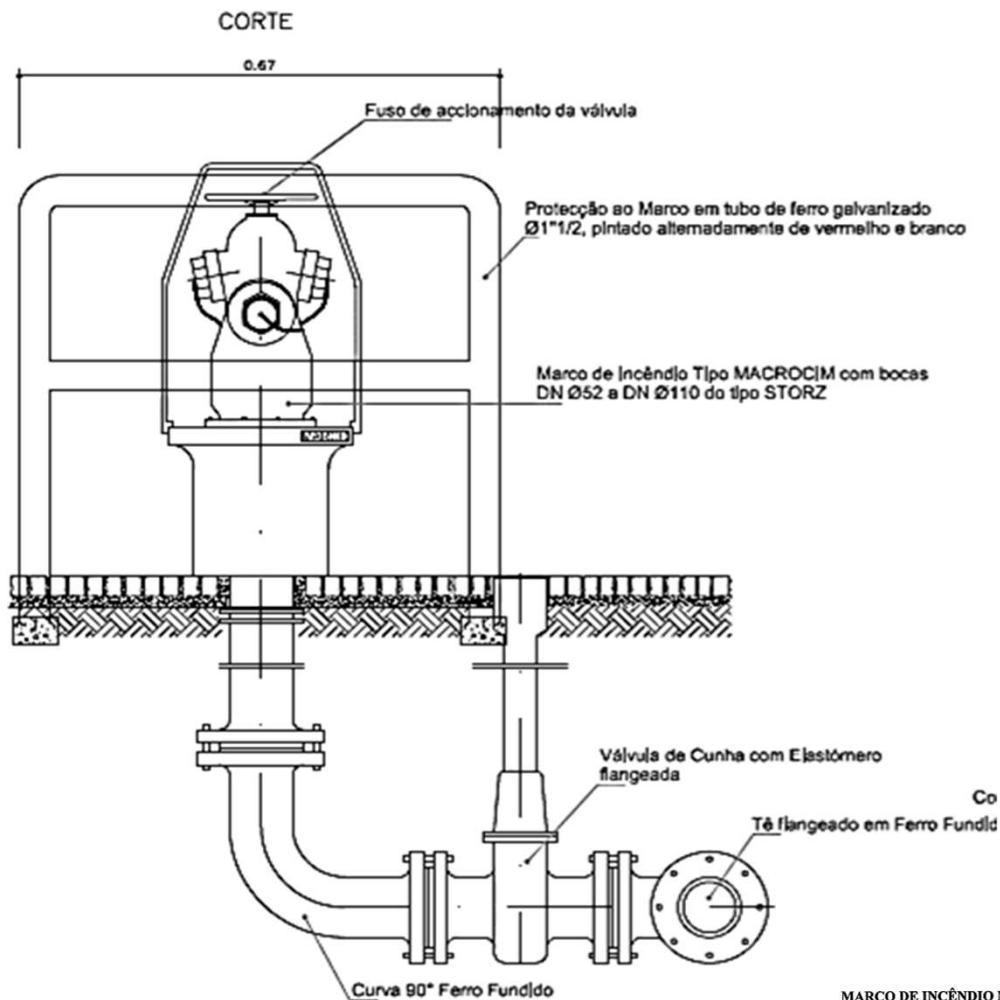 CORTE
0.67
Fuso de accionamento da válvula
Protecção ao Marco em tubo de ferro galvanizado
Ø1"1/2, pintado alternadamente de vermelho e branco
Marco de Incêndio Tipo MACROCIM com bocas
DN Ø52 a DN Ø110 do tipo STORZ
Válvula de Cunha com Elastómero
flangeada
Co
Tê flangeado em Ferro Fundid
Curva 90° Ferro Fundido
MARCO DE INCÊNDIO